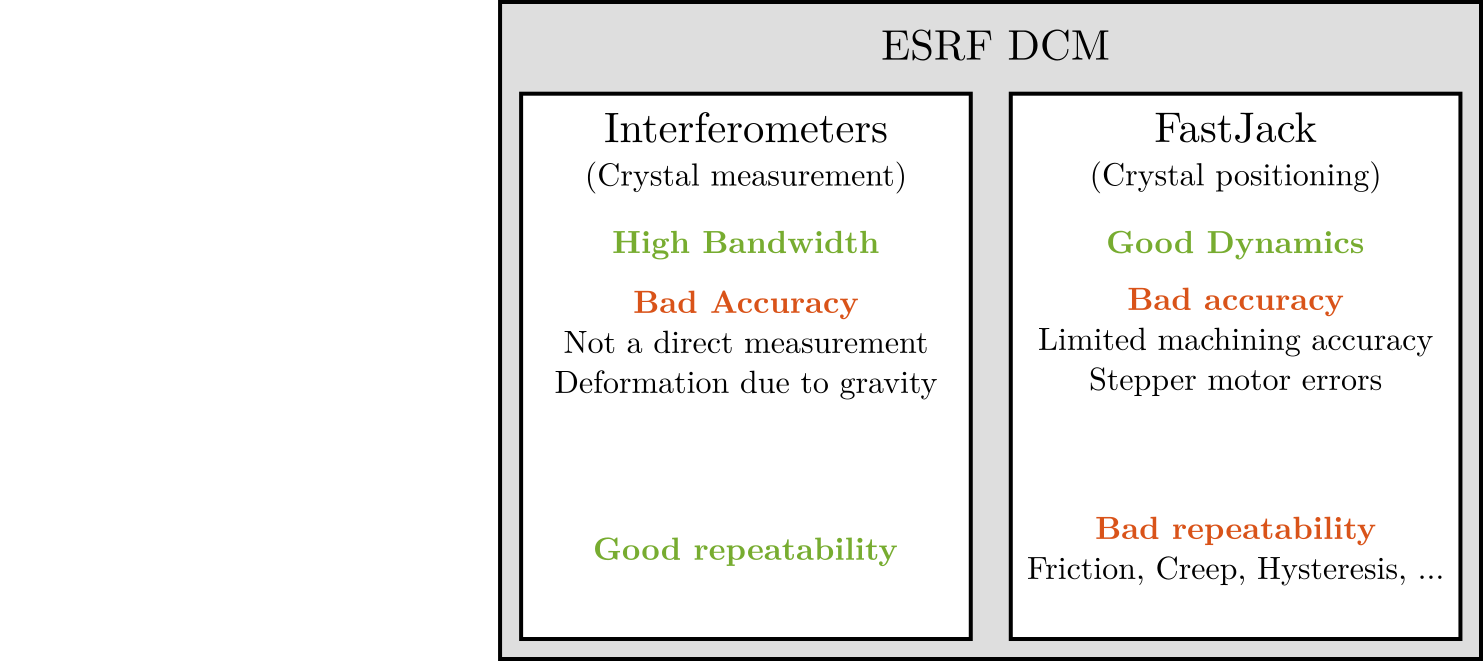 ESRF DCM
Interferometers
(Crystal measurement)
High Bandwidth
Bad Accuracy
Not a direct measurement
Deformation due to gravity
Good repeatability
FastJack
(Crystal positioning)
Good Dynamics
Bad accuracy
Limited machining accuracy
Stepper motor errors
Bad repeatability
Friction, Creep, Hysteresis, ...